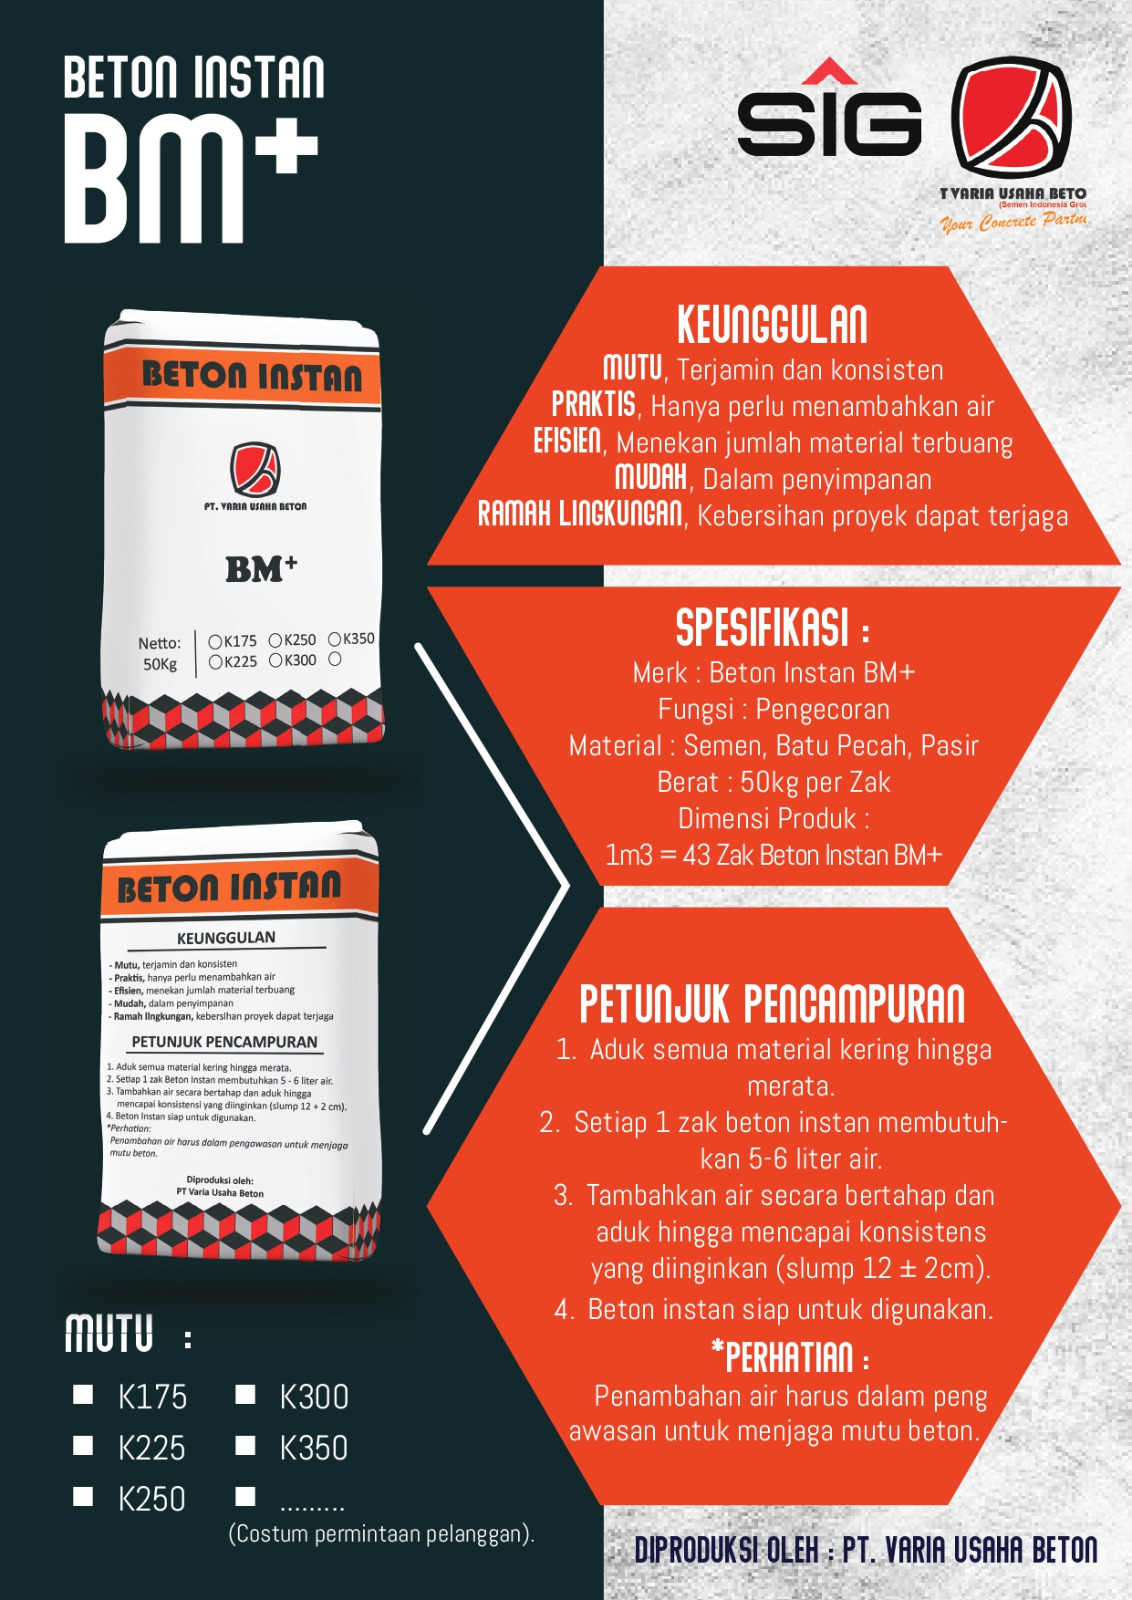 BETON INSTAN
BM+
SIG
T VARIA USAHA BETO
(Semen Indonesia Grou
Your Concrete Partn
BETON INSTAN
PT. VARIA USAHA BETON
BM+
Netto:
50Kg
K175 K250 K350
K225 K300
BETON INSTAN
KEUNGGULAN
- Mutu, terjamin dan konsisten
- Praktis, hanya perlu menambahkan air
- Efisien, menekan jumlah material terbuang
- Mudah, dalam penyimpanan
- Ramah lingkungan, kebersihan proyek dapat terjaga
PETUNJUK PENCAMPURAN
1. Aduk semua material kering hingga merata.
2. Setiap 1 zak Beton Instan membutuhkan 5 - 6 liter air.
3. Tambahkan air secara bertahap dan aduk hingga
mencapai konsistensi yang diinginkan (slump 12 + 2 cm).
4. Beton Instan siap untuk digunakan.
*Perhatian:
Penambahan air harus dalam pengawasan untuk menjaga
mutu beton.
Diproduksi oleh:
PT Varia Usaha Beton
MUTU :
K175 K300
K225 K350
K250 .........
(Costum permintaan pelanggan).
KEUNGGULAN
MUTU, Terjamin dan konsisten
PRAKTIS, Hanya perlu menambahkan air
EFISIEN, Menekan jumlah material terbuang
MUDAH, Dalam penyimpanan
RAMAH LINGKUNGAN, Kebersihan proyek dapat terjaga
SPESIFIKASI :
Merk : Beton Instan BM+
Fungsi : Pengecoran
Material : Semen, Batu Pecah, Pasir
Berat : 50kg per Zak
Dimensi Produk :
1m3 = 43 Zak Beton Instan BM+
PETUNJUK PENCAMPURAN
1. Aduk semua material kering hingga
merata.
2. Setiap 1 zak beton instan membutuh-
kan 5-6 liter air.
3. Tambahkan air secara bertahap dan
aduk hingga mencapai konsistens
yang diinginkan (slump 12 ± 2cm).
4. Beton instan siap untuk digunakan.
*PERHATIAN :
Penambahan air harus dalam peng
awasan untuk menjaga mutu beton.
DIPRODUKSI OLEH : PT. VARIA USAHA BETON